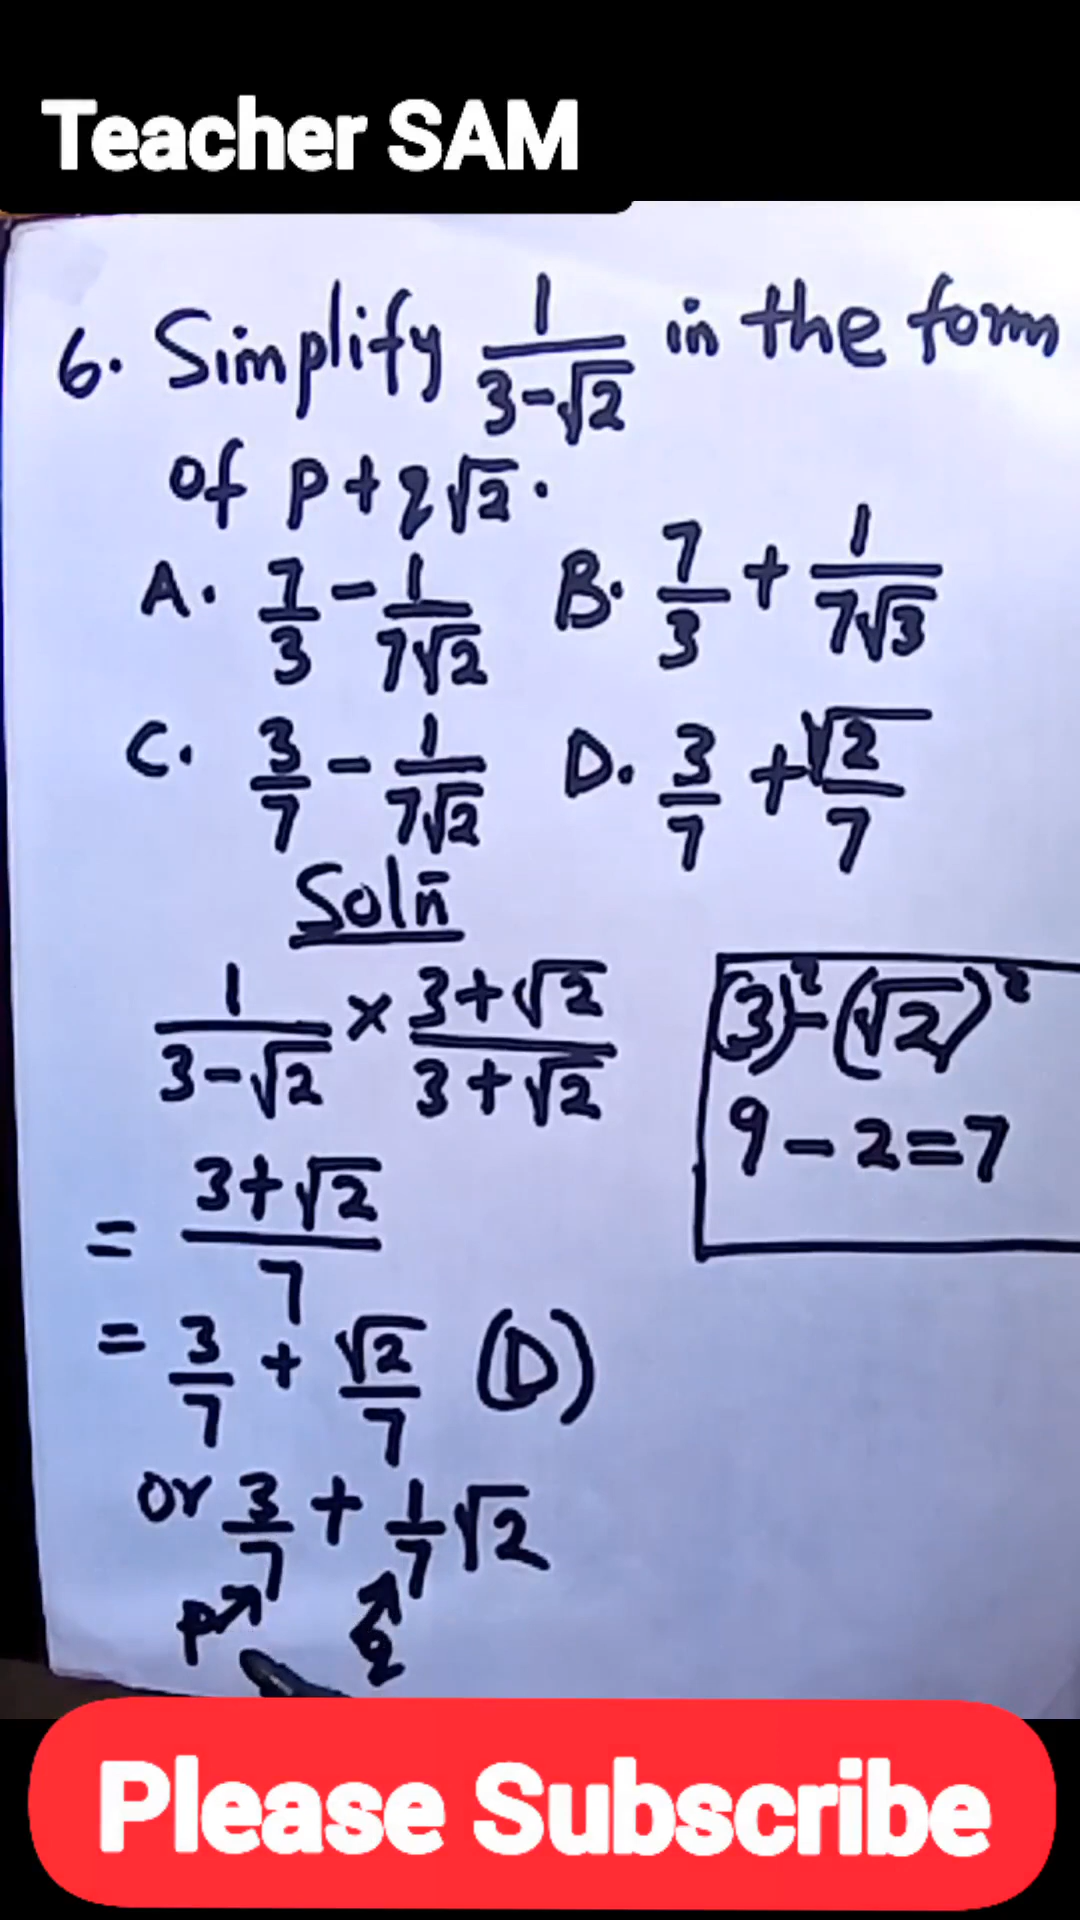 Teacher SAM
6. Simplify 1/(3-√2) in the form
of p+q√2.
A. 7/3 - 1/(7√2) B. 7/3 + 1/(7√3)
C. 3/7 - 1/(7√2) D. 3/7 + √2/7
Solñ
1/(3-√2) × (3+√2)/(3+√2)
(3)²-(√2)²
9-2=7
= (3+√2)/7
= 3/7 + √2/7 (D)
or 3/7 + 1/7 √2
p q
Please Subscribe